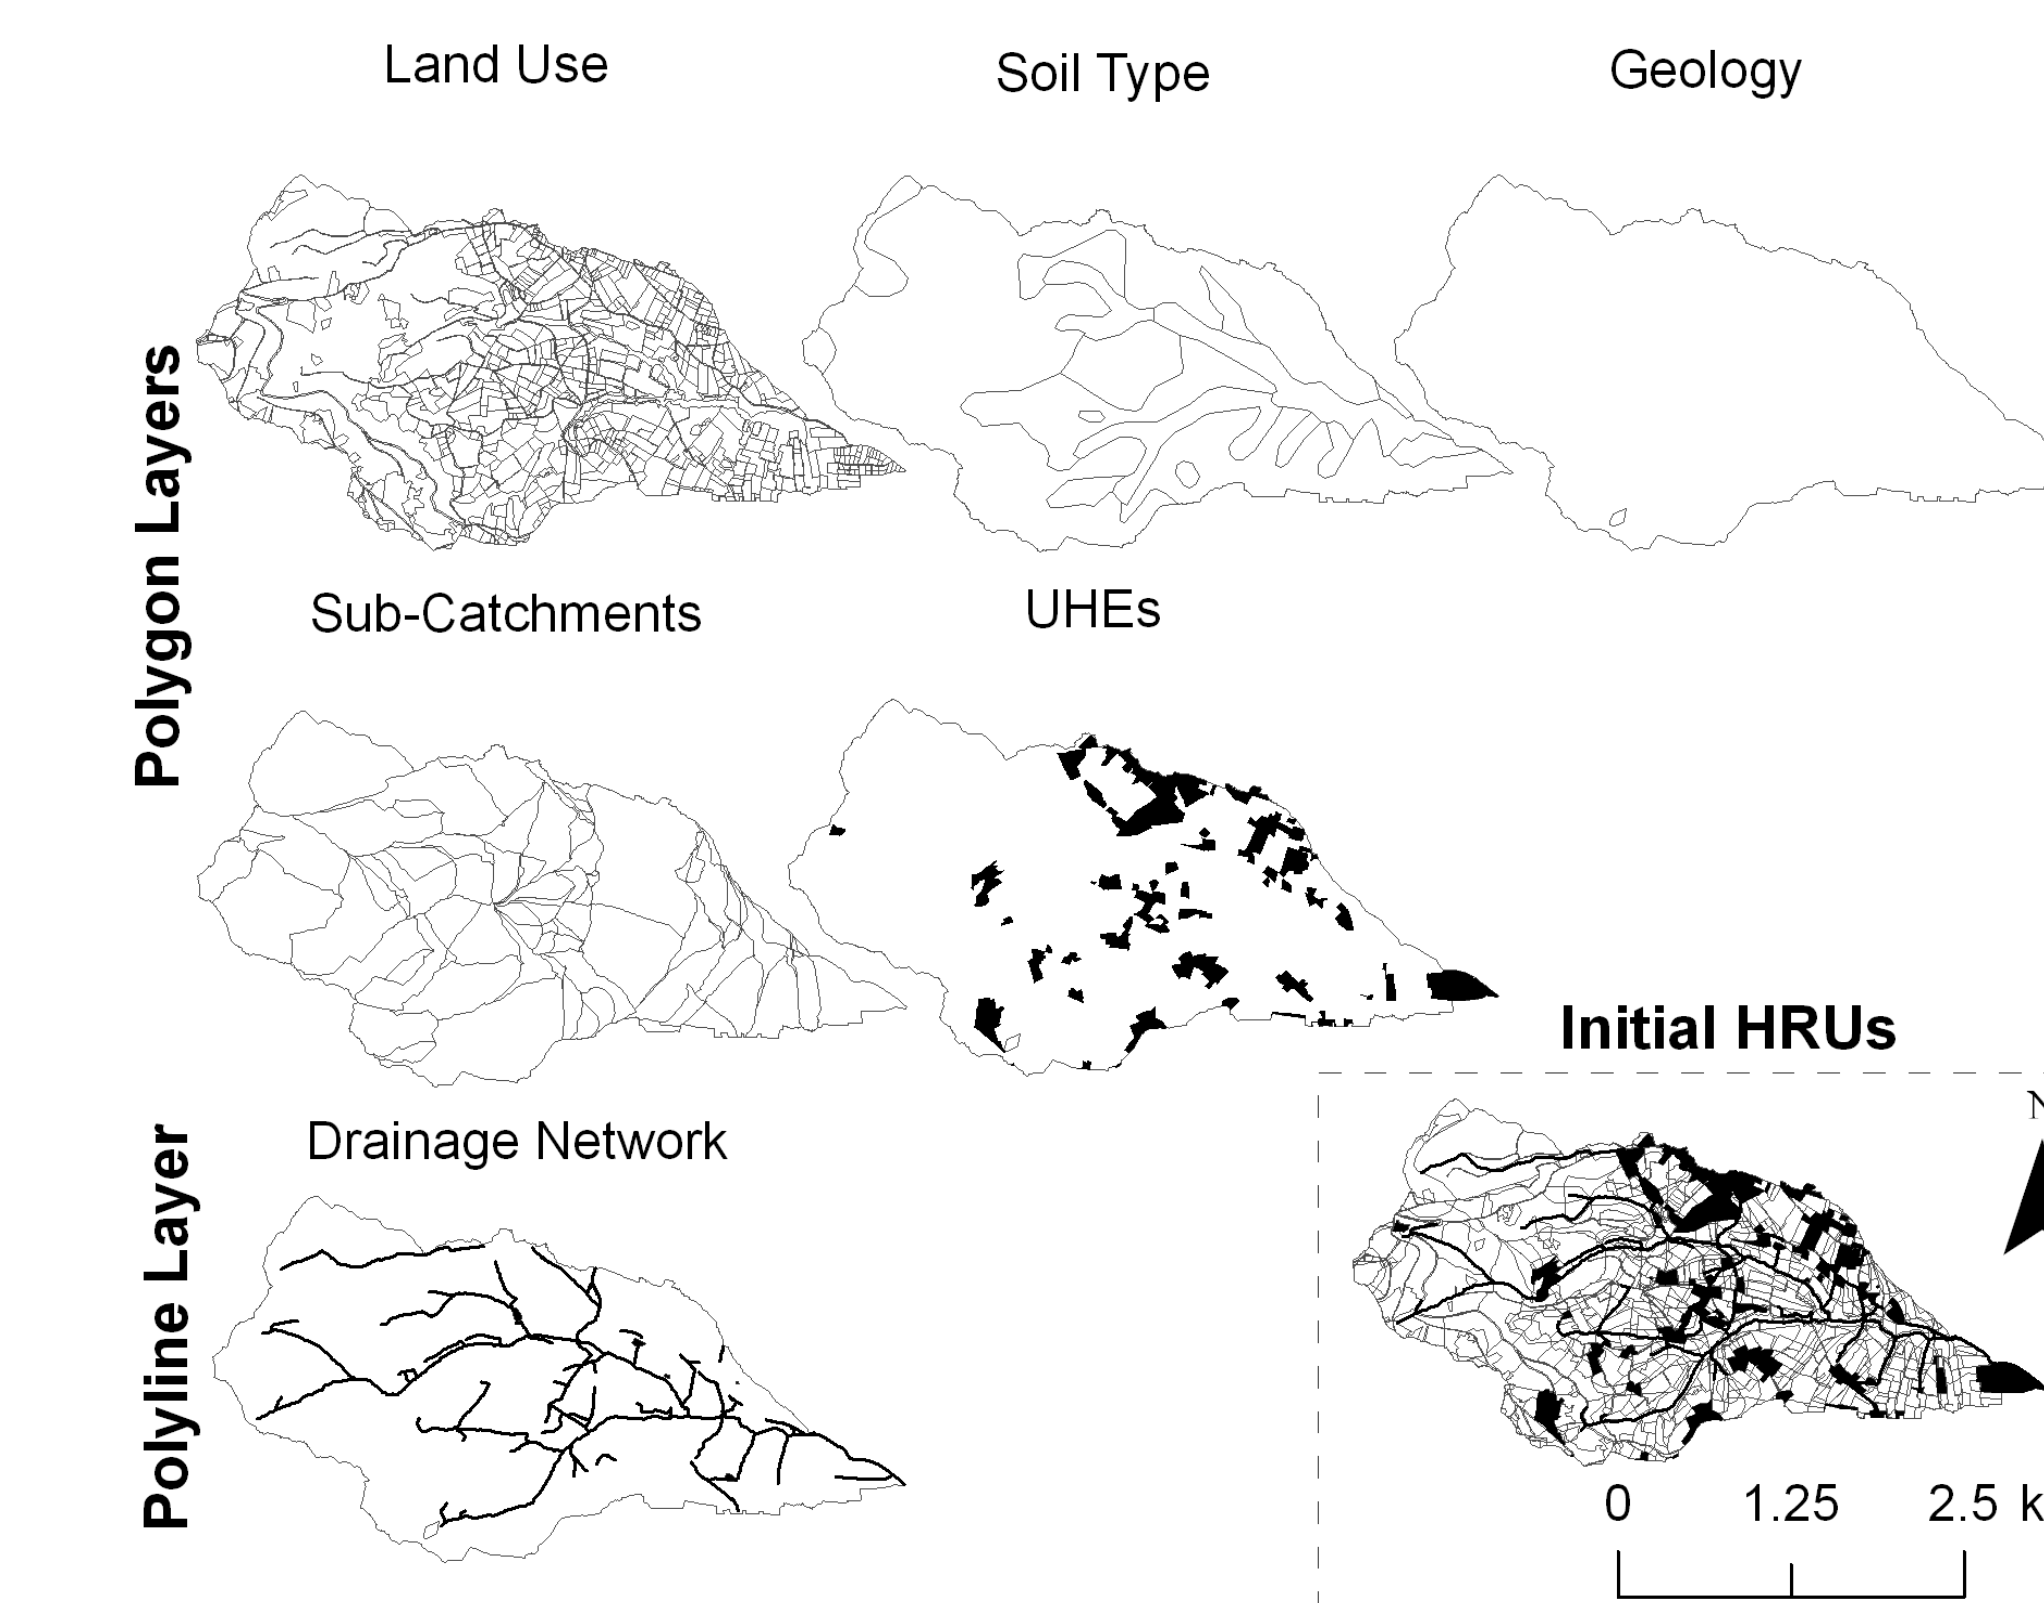 Land Use
Soil Type
Geology
Polygon Layers
Sub-Catchments
UHEs
Initial HRUs
N
Polyline Layer
Drainage Network
0 1.25 2.5 k